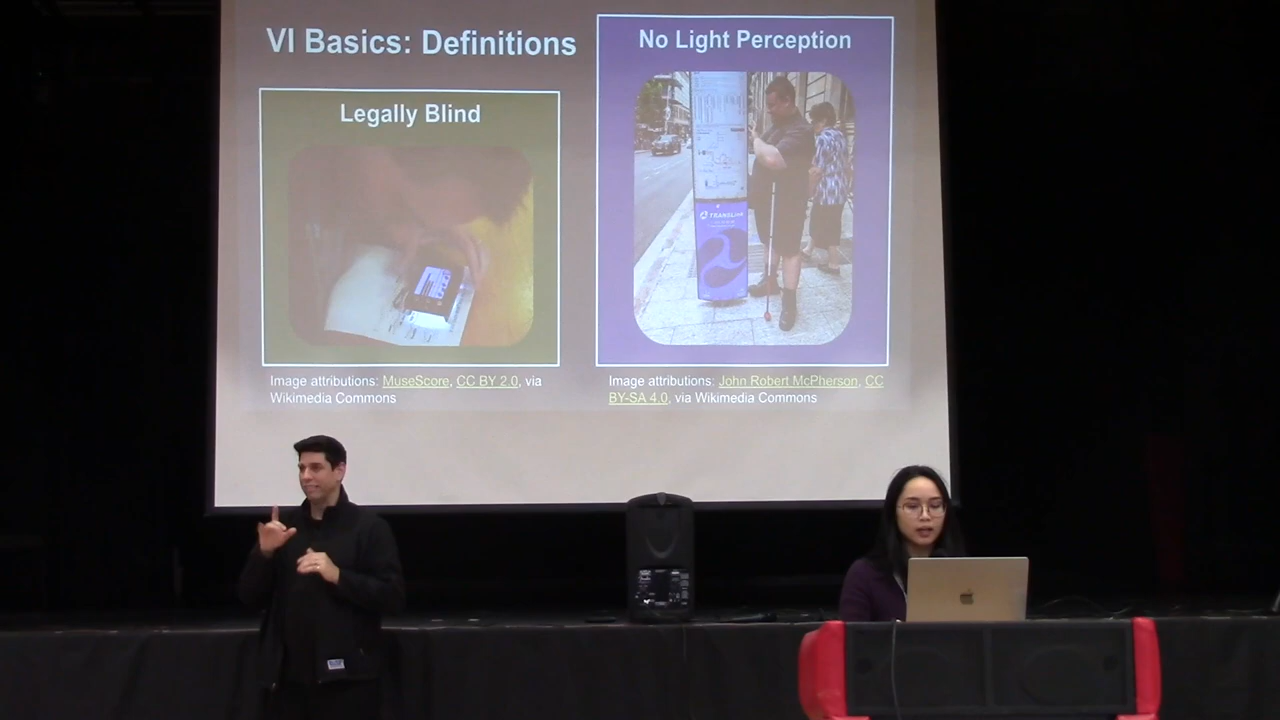 VI Basics: Definitions
Legally Blind
Image attributions: MuseScore, CC BY 2.0, via
Wikimedia Commons
No Light Perception
TRANSLink
Image attributions: John Robert McPherson, CC
BY-SA 4.0, via Wikimedia Commons